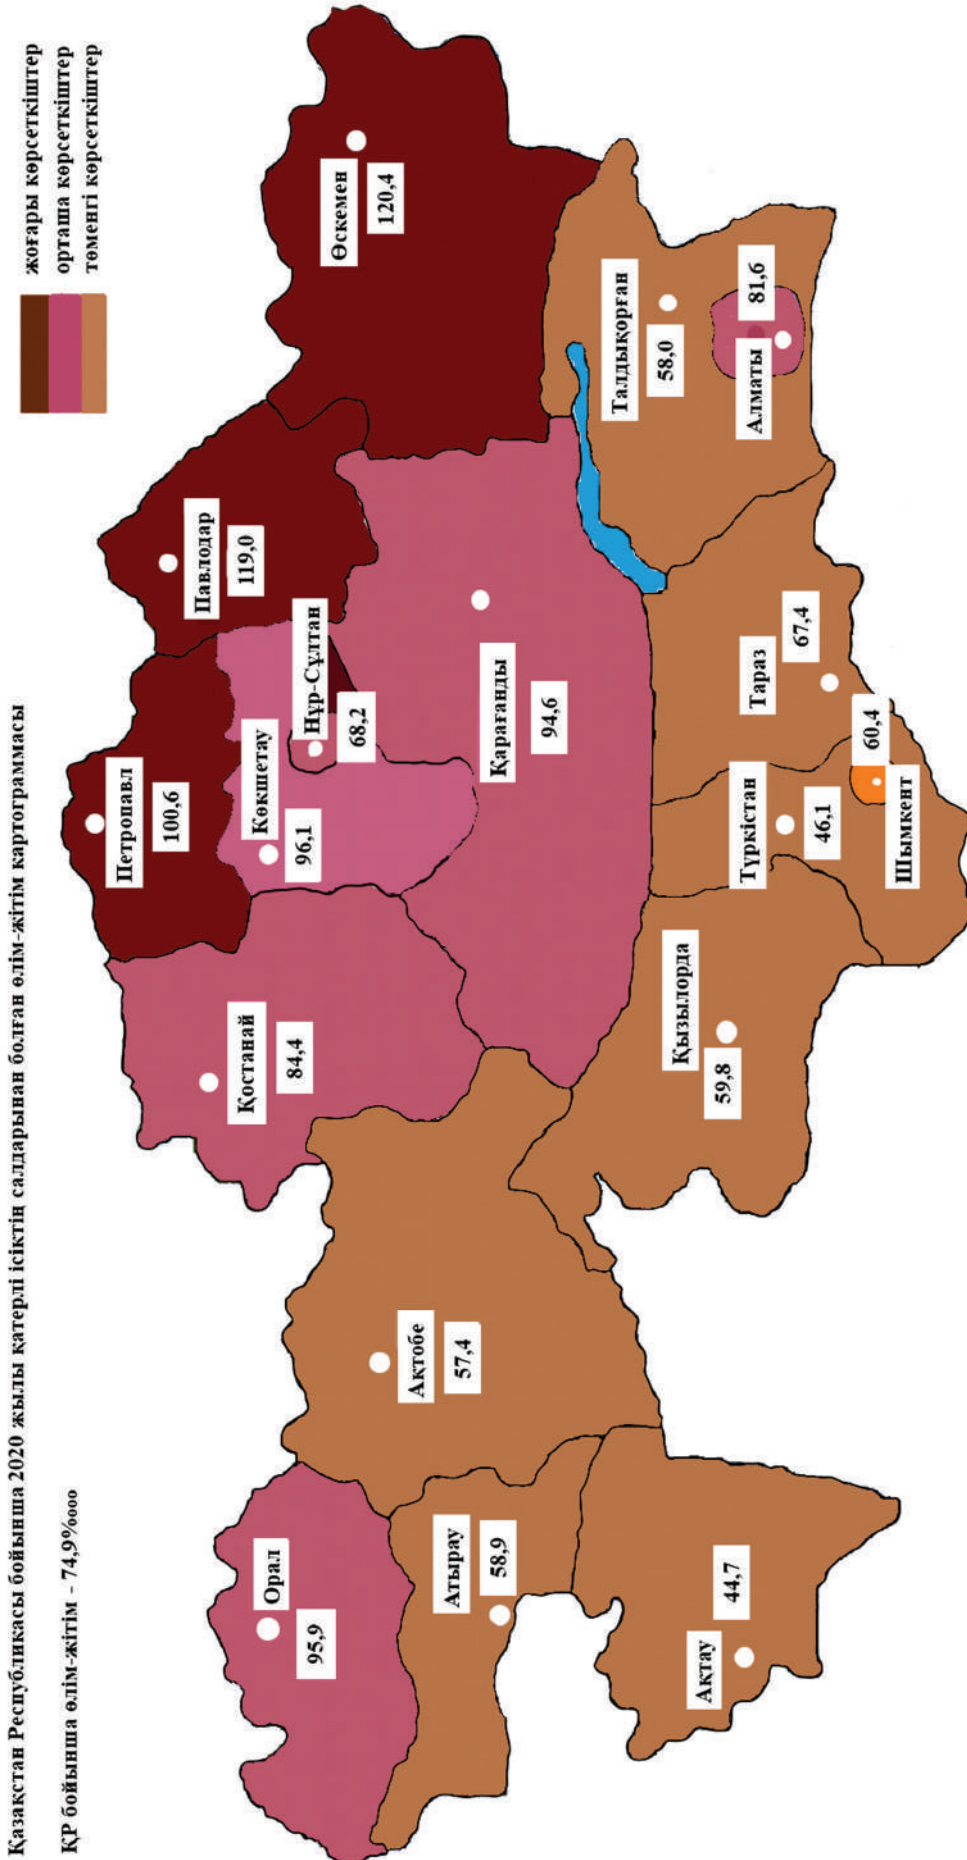 Қазақстан Республикасы бойынша 2020 жылы қатерлі ісіктің салдарынан болған өлім-жітім картограммасы
ҚР бойынша өлім-жітім – 74,9%ооо
жоғары көрсеткіштер
орташа көрсеткіштер
төменгі көрсеткіштер
Петропавл
100,6
Павлодар
119,0
Өскемен
120,4
Көкшетау
96,1
Нұр-Сұлтан
68,2
Қостанай
84,4
Орал
95,9
Ақтобе
57,4
Қарағанды
94,6
Атырау
58,9
Талдықорған
58,0
Алматы
81,6
Ақтау
44,7
Қызылорда
59,8
Түркістан
46,1
Тараз
67,4
Шымкент
60,4